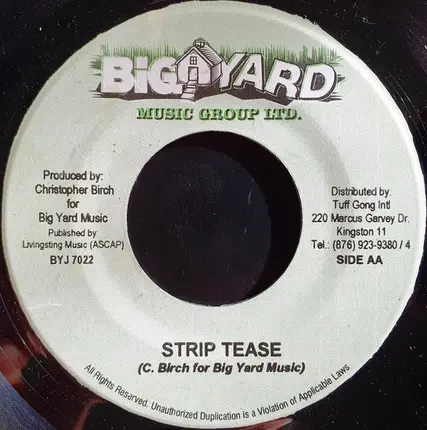 BiG YARD
MUSIC GROUP LTD.
Produced by:
Christopher Birch
for
Big Yard Music
Published by
Livingsting Music (ASCAP)
BYJ 7022
Distributed by:
Tuff Gong Intl
220 Marcus Garvey Dr.
Kingston 11
Tel.: (876) 923-9380 / 4
SIDE AA
STRIP TEASE
(C. Birch for Big Yard Music)
All Rights Reserved. Unauthorized Duplication is a Violation of Applicable Laws